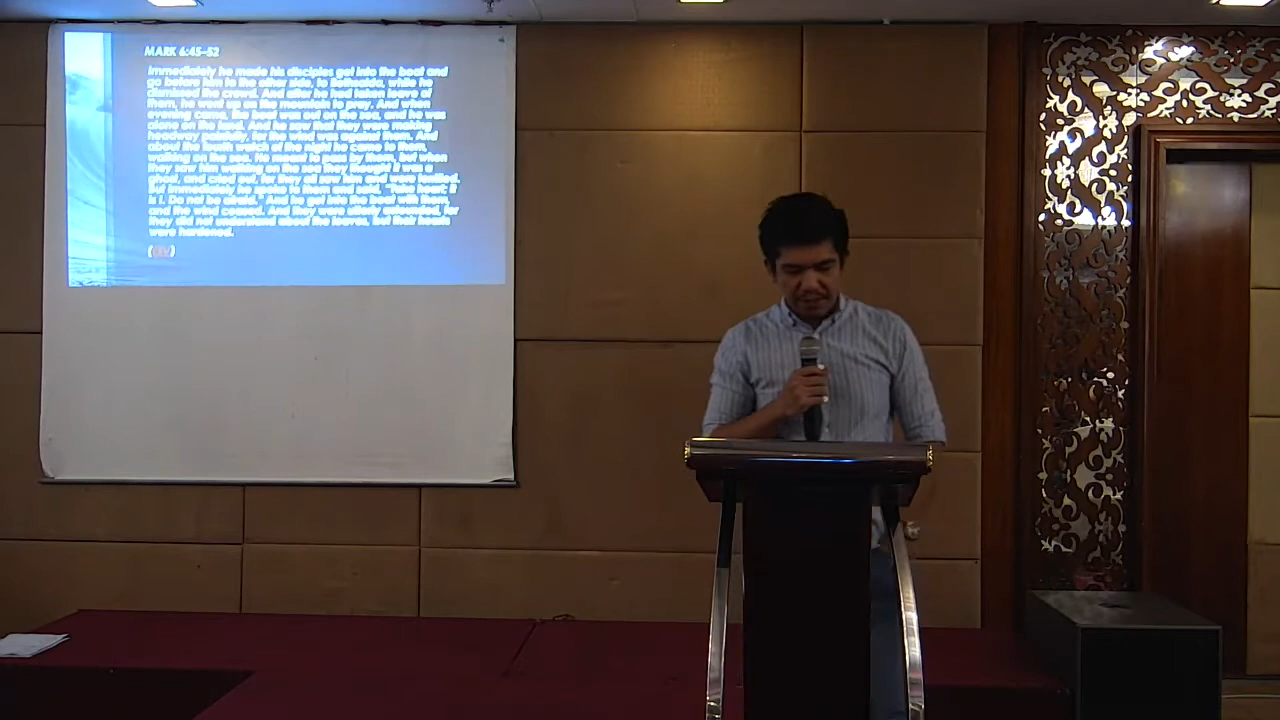 MARK 6:45–52
Immediately he made his disciples get into the boat and
go before him to the other side, to Bethsaida, while he
dismissed the crowd. And after he had taken leave of
them, he went up on the mountain to pray. And when
evening came, the boat was out on the sea, and he was
alone on the land. And he saw that they were making
headway painfully, for the wind was against them. And
about the fourth watch of the night he came to them,
walking on the sea. He meant to pass by them, but when
they saw him walking on the sea they thought it was a
ghost, and cried out, for they all saw him and were terrified.
But immediately he spoke to them and said, "Take heart; it
is I. Do not be afraid." And he got into the boat with them,
and the wind ceased. And they were utterly astounded, for
they did not understand about the loaves, but their hearts
were hardened.
(ESV)